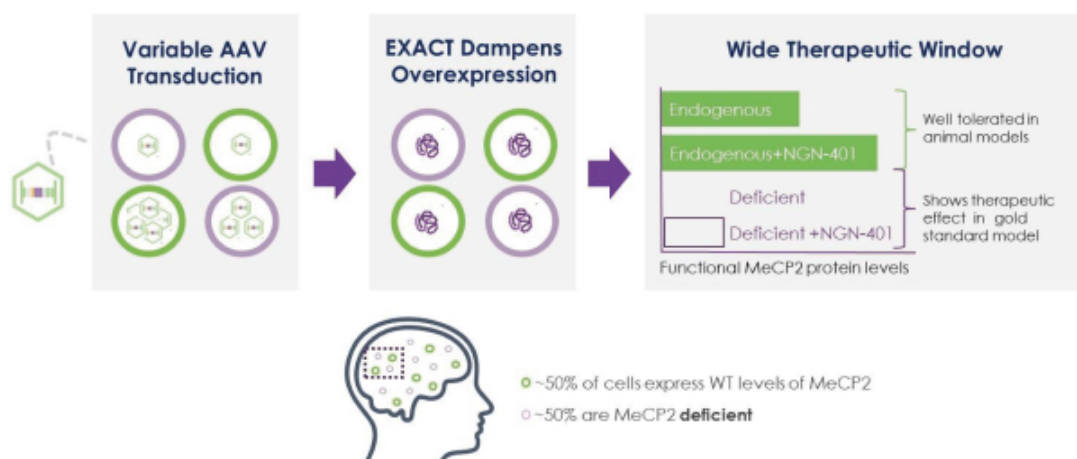 Variable AAV
Transduction
EXACT Dampens
Overexpression
Wide Therapeutic Window
Endogenous
Endogenous+NGN-401
Deficient
Deficient +NGN-401
Functional MeCP2 protein levels
Well tolerated in
animal models
Shows therapeutic
effect in gold
standard model
~50% of cells express WT levels of MeCP2
~50% are MeCP2 deficient